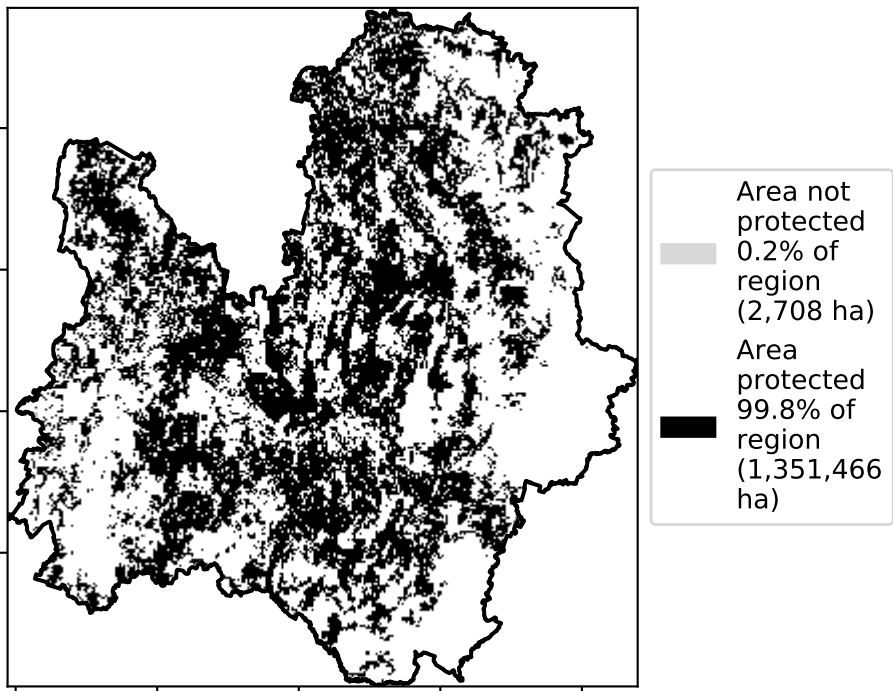 Area not
protected
0.2% of
region
(2,708 ha)
Area
protected
99.8% of
region
(1,351,466
ha)